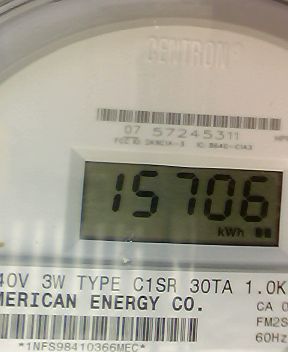 CENTRON®
07 57245311
15706
kWh
40V 3W TYPE C1SR 30TA 1.0K
MERICAN ENERGY CO.
CA 0
FM2S
60Hz
*1NFS98410366MEC*